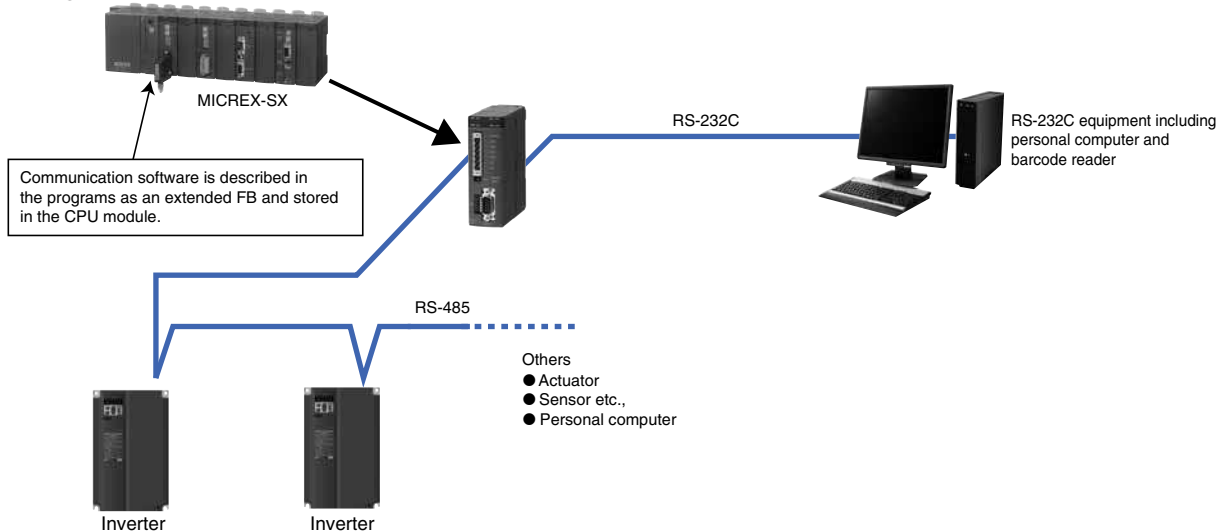 MICREX-SX
RS-232C
RS-232C equipment including
personal computer and
barcode reader
Communication software is described in
the programs as an extended FB and stored
in the CPU module.
RS-485
Others
● Actuator
● Sensor etc.,
● Personal computer
Inverter
Inverter